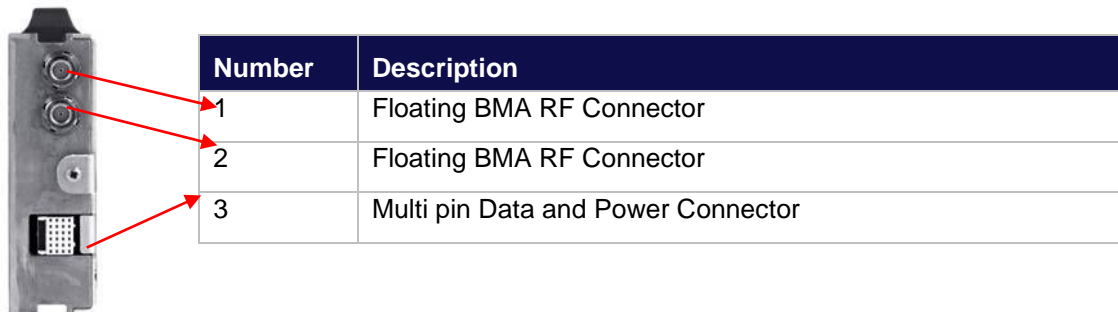 Number Description
1 Floating BMA RF Connector
2 Floating BMA RF Connector
3 Multi pin Data and Power Connector